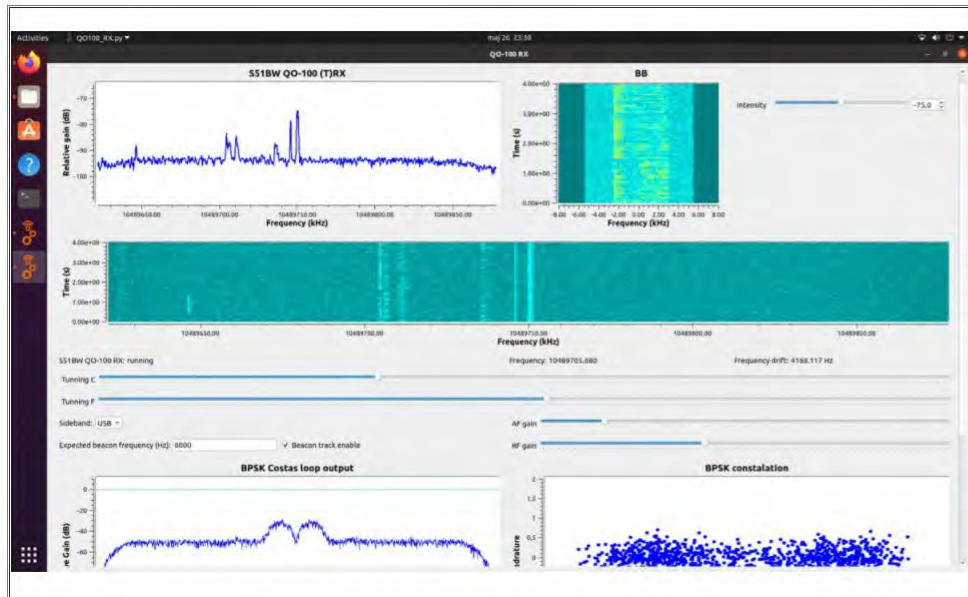 Activities
QO100_RX.py
maj 26 23:30
QO-100 RX
S51BW QO-100 (T)RX
Relative gain (dB)
-70
-80
-90
-100
10489650.00 10489700.00 10489750.00 10489800.00 10489850.00
Frequency (kHz)
BB
Time (s)
4.00e+00
3.00e+00
2.00e+00
1.00e+00
0.00e+00
-8.00 -6.00 -4.00 -2.00 0.00 2.00 4.00 6.00 8.00
Frequency (kHz)
Intensity -75,0
Time (s)
4.00e+00
3.00e+00
2.00e+00
1.00e+00
0.00e+00
10489650.00 10489700.00 10489750.00 10489800.00 10489850.00
Frequency (kHz)
S51BW QO-100 RX: running Frequency: 10489705.680 Frequency drift: 4168.117 Hz
Tunning C
Tunning F
Sideband: USB AF gain
Expected beacon frequency (Hz): 8000 Beacon track enable RF gain
BPSK Costas loop output
re Gain (dB)
0
-20
-40
-60
BPSK constalation
adrature
2
1.5
1
0.5
0